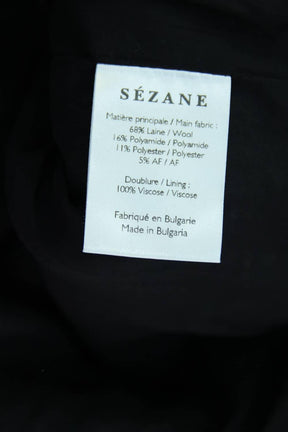 SÉZANE
Matière principale / Main fabric :
68% Laine / Wool
16% Polyamide / Polyamide
11% Polyester / Polyester
5% AF / AF
Doublure / Lining :
100% Viscose / Viscose
Fabriqué en Bulgarie
Made in Bulgaria